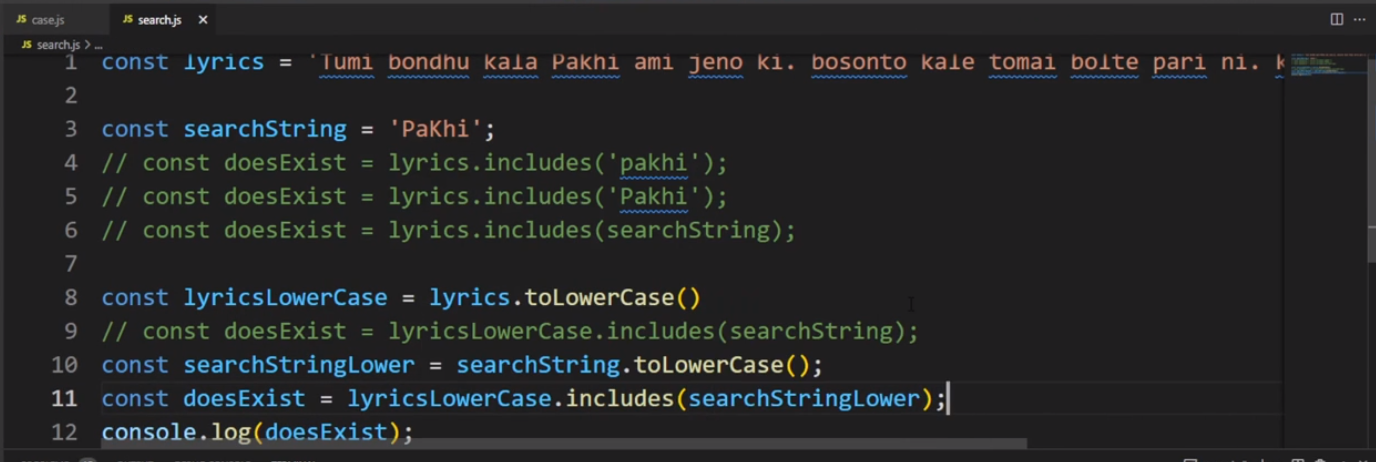 JS case.js
JS search.js ×
JS search.js > ...
1 const lyrics = 'Tumi bondhu kala Pakhi ami jeno ki. bosonto kale tomai bolte pari ni. k
2
3 const searchString = 'PaKhi';
4 // const doesExist = lyrics.includes('pakhi');
5 // const doesExist = lyrics.includes('Pakhi');
6 // const doesExist = lyrics.includes(searchString);
7
8 const lyricsLowerCase = lyrics.toLowerCase()
9 // const doesExist = lyricsLowerCase.includes(searchString);
10 const searchStringLower = searchString.toLowerCase();
11 const doesExist = lyricsLowerCase.includes(searchStringLower);
12 console.log(doesExist);